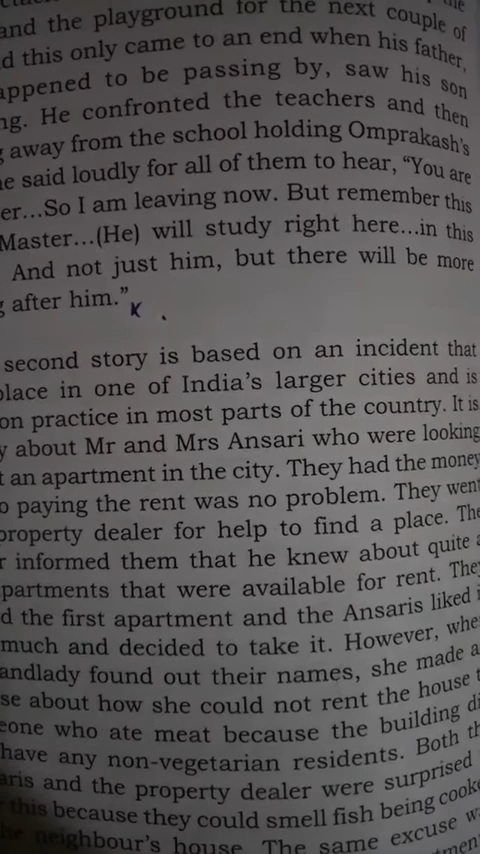 and the playground for the next couple of
d this only came to an end when his father,
appened to be passing by, saw his son
ng. He confronted the teachers and then
g away from the school holding Omprakash's
he said loudly for all of them to hear, “You are
er...So I am leaving now. But remember this
Master...(He) will study right here...in this
And not just him, but there will be more
g after him.”
K
second story is based on an incident that
place in one of India's larger cities and is
on practice in most parts of the country. It is
y about Mr and Mrs Ansari who were looking
t an apartment in the city. They had the money
o paying the rent was no problem. They went
property dealer for help to find a place. The
r informed them that he knew about quite a
partments that were available for rent. They
d the first apartment and the Ansaris liked i
much and decided to take it. However, when
andlady found out their names, she made a
se about how she could not rent the house t
eone who ate meat because the building di
have any non-vegetarian residents. Both th
aris and the property dealer were surprised
this because they could smell fish being cooke
he neighbour's house. The same excuse w